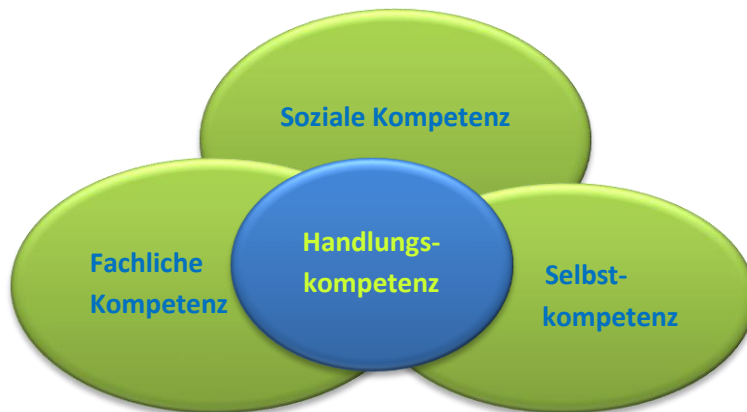 Soziale Kompetenz
Handlungs-
kompetenz
Fachliche
Kompetenz
Selbst-
kompetenz